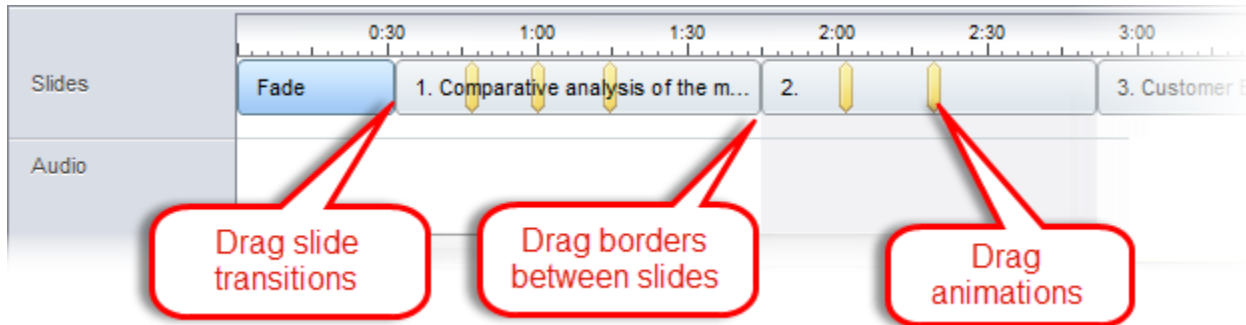 0:30 1:00 1:30 2:00 2:30 3:00
Slides
Fade
1. Comparative analysis of the m...
2.
3. Customer
Audio
Drag slide
transitions
Drag borders
between slides
Drag
animations